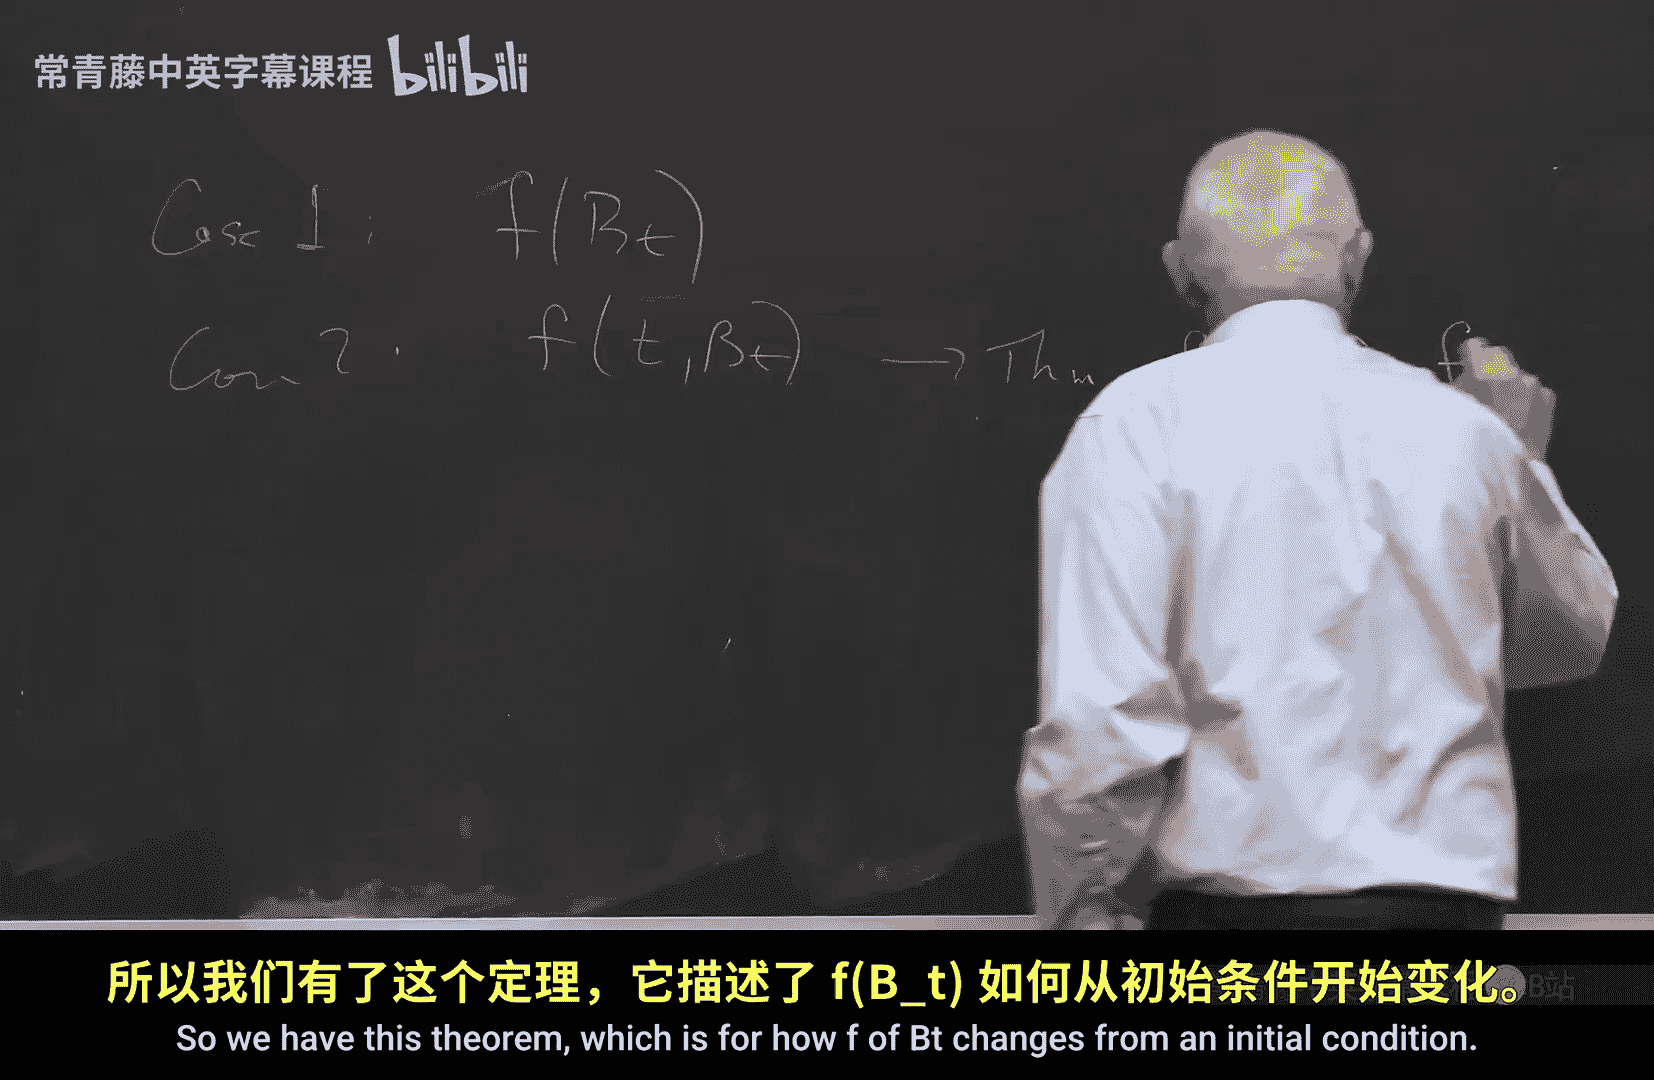 常青藤中英字幕课程 bilibili
Case 1: f(Bt)
f(t,Bt) → Thm f
所以我们有了这个定理，它描述了 f(B_t) 如何从初始条件开始变化。
B站
So we have this theorem, which is for how f of Bt changes from an initial condition.